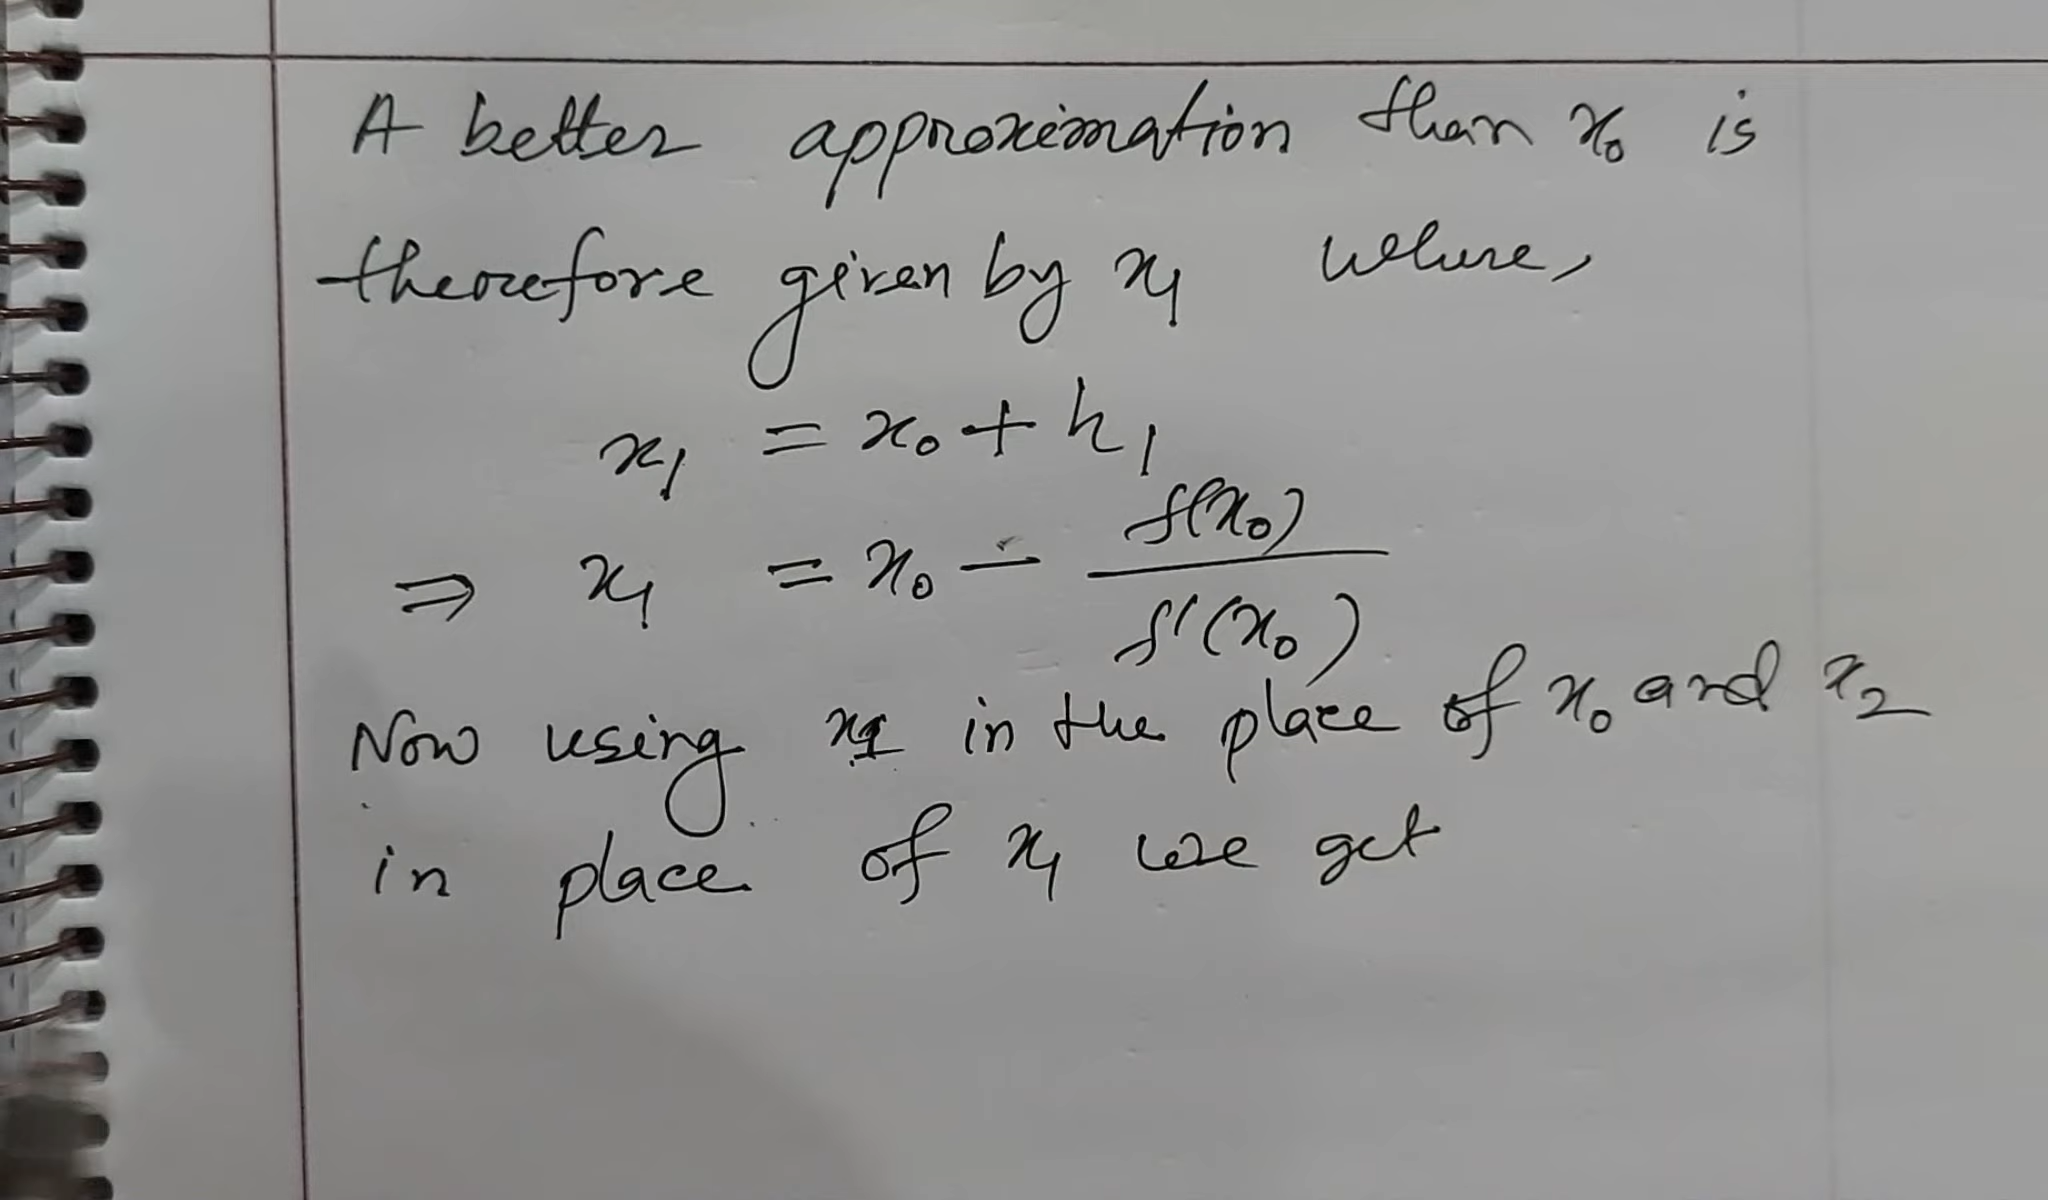 A better approximation than x₀ is
therefore given by x₁ where,
x₁ = x₀ + h₁
⇒ x₁ = x₀ - f(x₀) / f'(x₀)
Now using x₁ in the place of x₀ and x₂
in place of x₁ we get